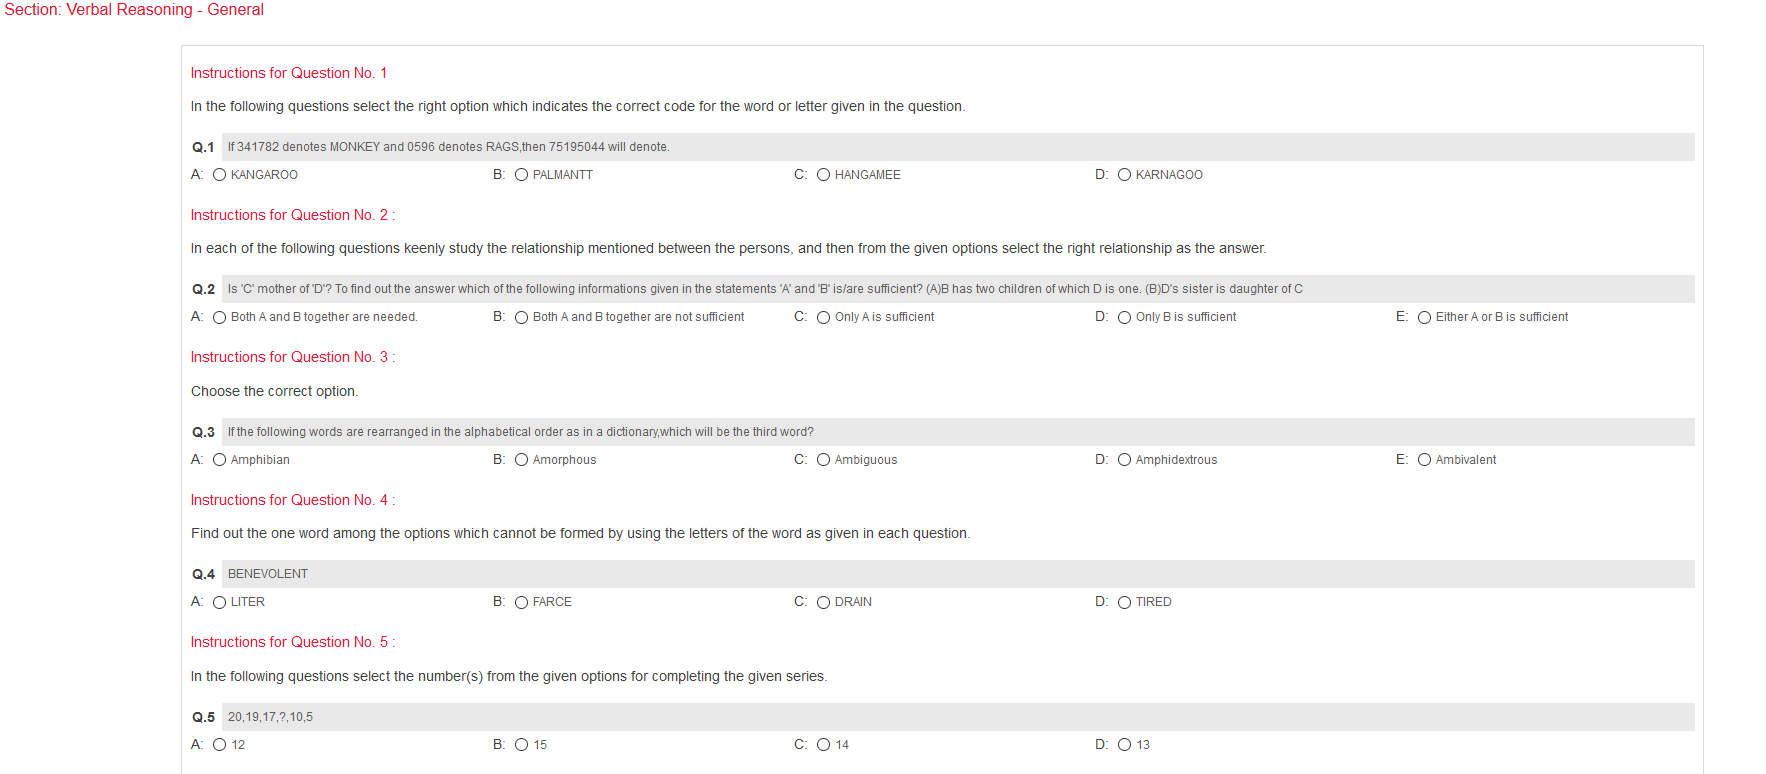 Section: Verbal Reasoning - General
Instructions for Question No. 1
In the following questions select the right option which indicates the correct code for the word or letter given in the question.
Q.1 If 341782 denotes MONKEY and 0596 denotes RAGS,then 75195044 will denote.
A: KANGAROO B: PALMANTT C: HANGAMEE D: KARNAGOO
Instructions for Question No. 2 :
In each of the following questions keenly study the relationship mentioned between the persons, and then from the given options select the right relationship as the answer.
Q.2 Is 'C' mother of 'D'? To find out the answer which of the following informations given in the statements 'A' and 'B' is/are sufficient? (A)B has two children of which D is one. (B)D's sister is daughter of C
A: Both A and B together are needed. B: Both A and B together are not sufficient C: Only A is sufficient D: Only B is sufficient E: Either A or B is sufficient
Instructions for Question No. 3 :
Choose the correct option.
Q.3 If the following words are rearranged in the alphabetical order as in a dictionary,which will be the third word?
A: Amphibian B: Amorphous C: Ambiguous D: Amphidextrous E: Ambivalent
Instructions for Question No. 4 :
Find out the one word among the options which cannot be formed by using the letters of the word as given in each question.
Q.4 BENEVOLENT
A: LITER B: FARCE C: DRAIN D: TIRED
Instructions for Question No. 5 :
In the following questions select the number(s) from the given options for completing the given series.
Q.5 20,19,17,?,10,5
A: 12 B: 15 C: 14 D: 13